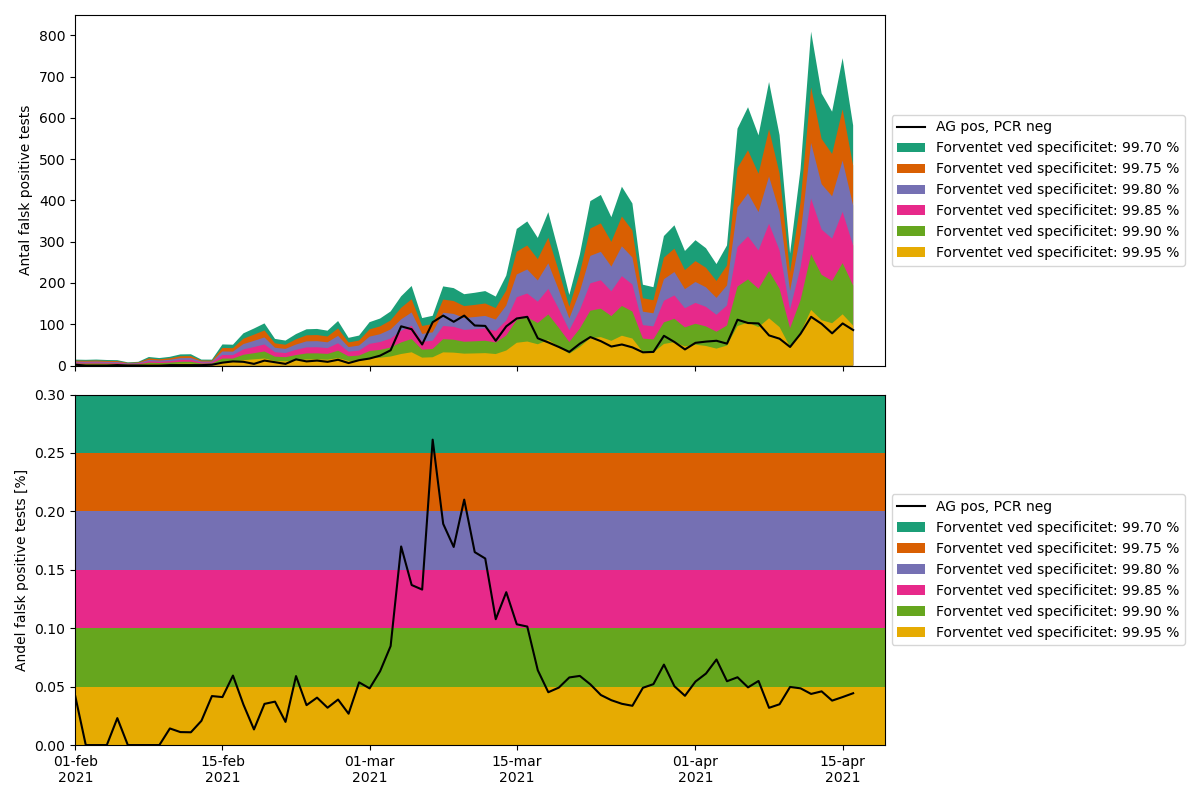 Antal falsk positive tests
800
700
600
500
400
300
200
100
0
AG pos, PCR neg
Forventet ved specificitet: 99.70 %
Forventet ved specificitet: 99.75 %
Forventet ved specificitet: 99.80 %
Forventet ved specificitet: 99.85 %
Forventet ved specificitet: 99.90 %
Forventet ved specificitet: 99.95 %
Andel falsk positive tests [%]
0.30
0.25
0.20
0.15
0.10
0.05
0.00
AG pos, PCR neg
Forventet ved specificitet: 99.70 %
Forventet ved specificitet: 99.75 %
Forventet ved specificitet: 99.80 %
Forventet ved specificitet: 99.85 %
Forventet ved specificitet: 99.90 %
Forventet ved specificitet: 99.95 %
01-feb 15-feb 01-mar 15-mar 01-apr 15-apr
2021 2021 2021 2021 2021 2021